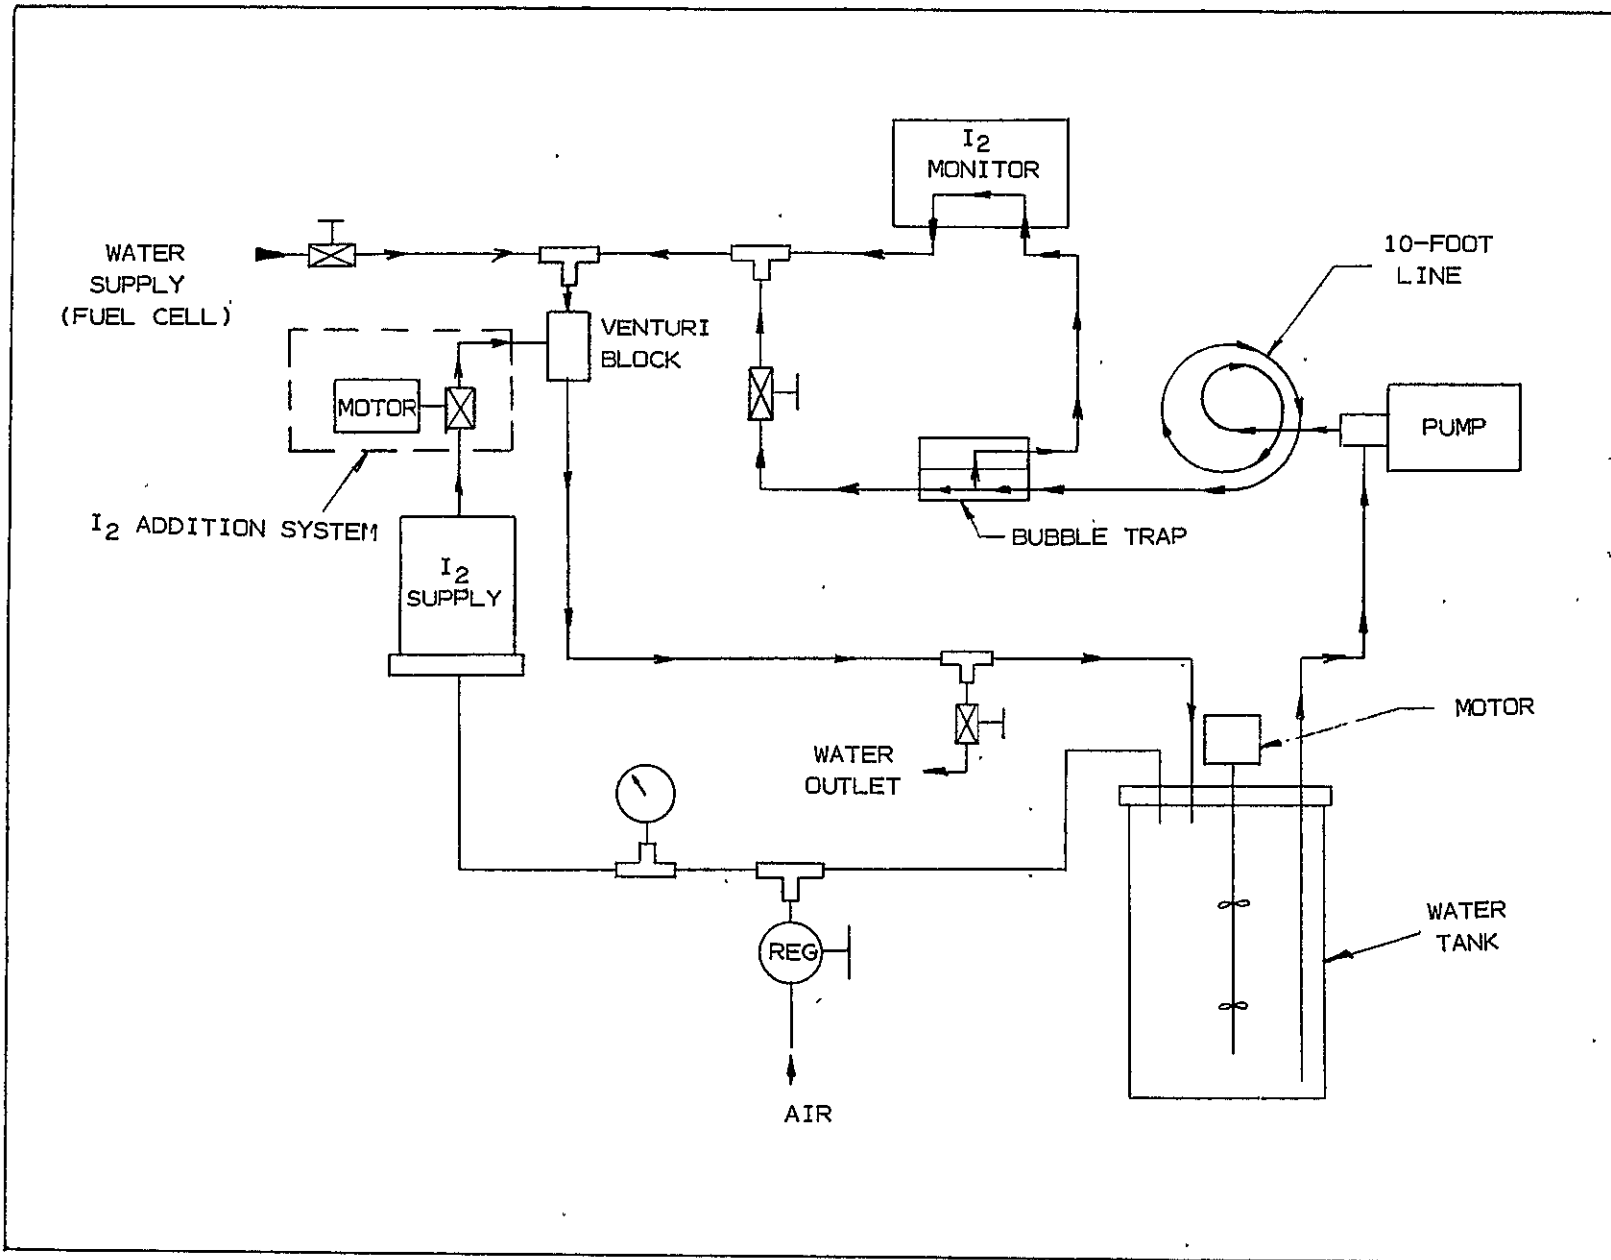 I2
MONITOR
WATER
SUPPLY
(FUEL CELL)
10-FOOT
LINE
VENTURI
BLOCK
MOTOR
PUMP
I2 ADDITION SYSTEM
BUBBLE TRAP
I2
SUPPLY
MOTOR
WATER
OUTLET
WATER
TANK
REG
AIR